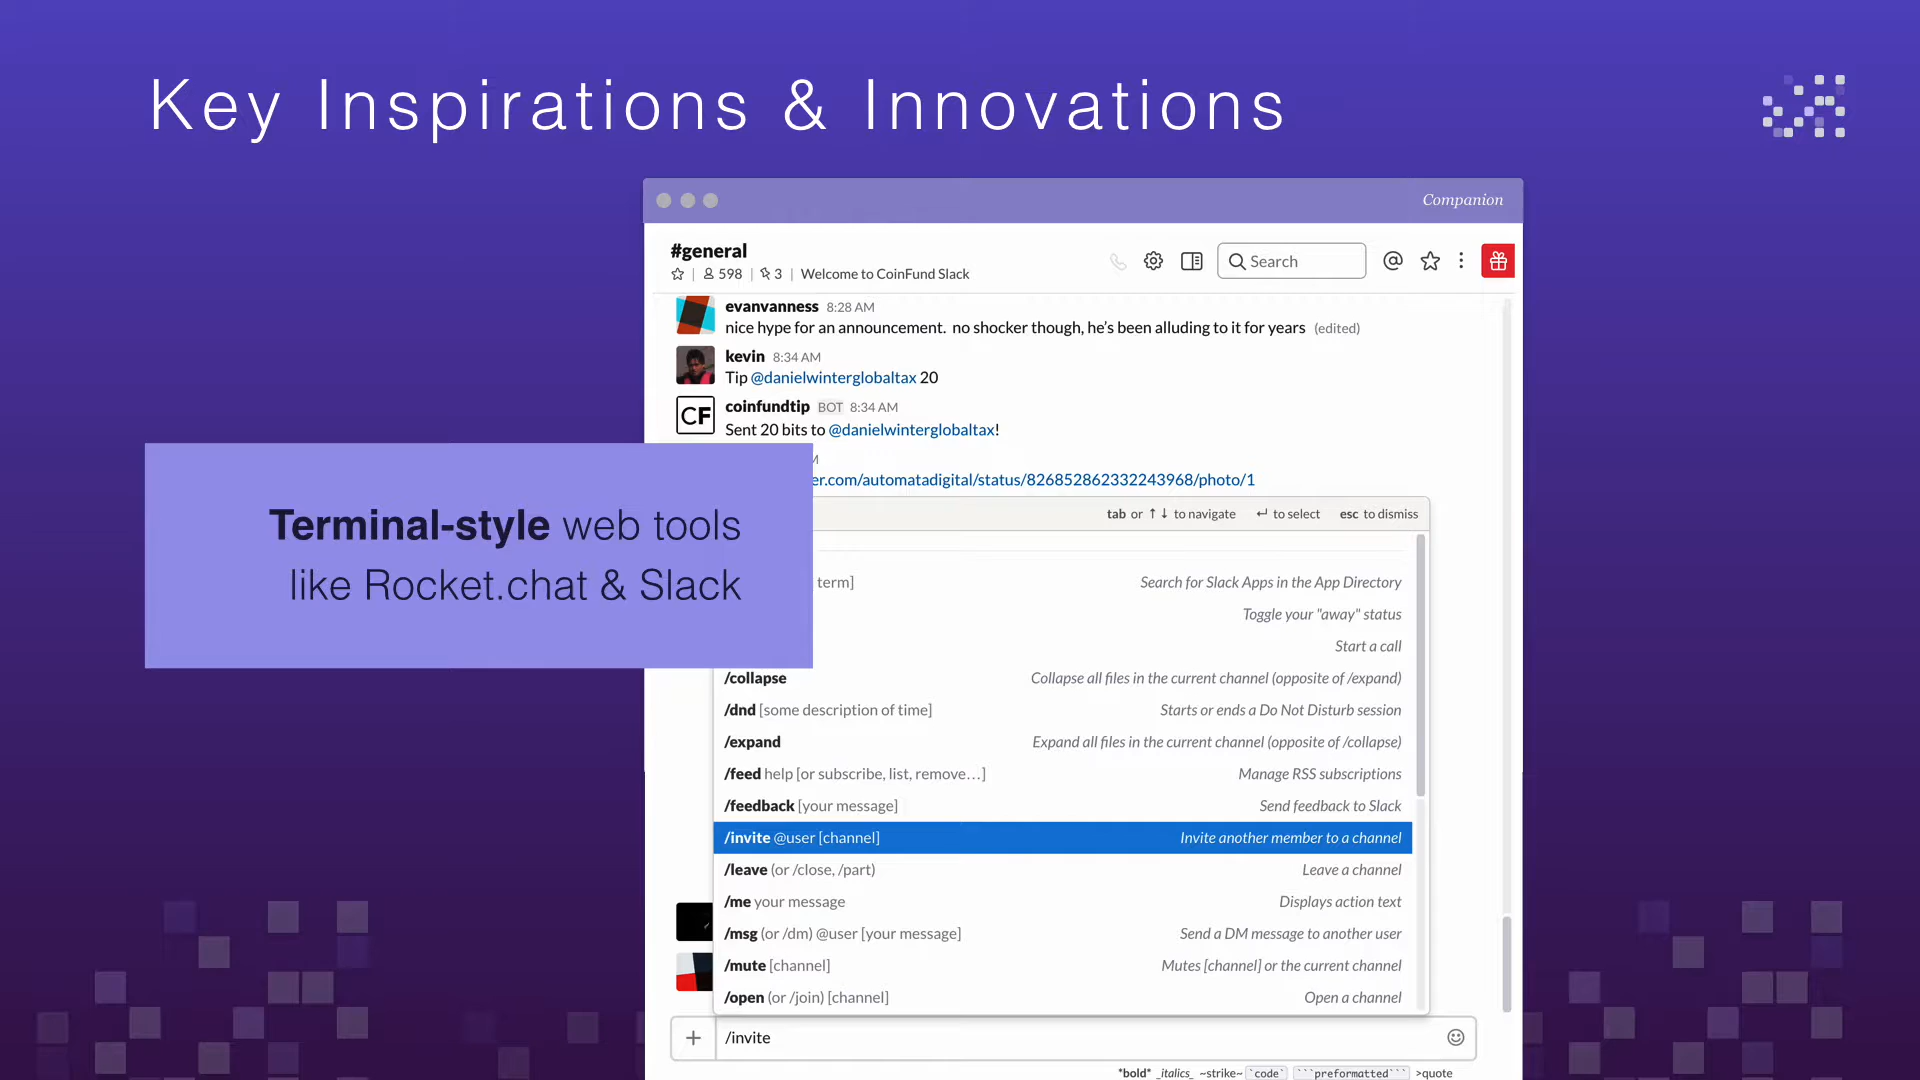 Key Inspirations & Innovations
Companion
#general
598 | 3 | Welcome to CoinFund Slack
Search
evanvanness 8:28 AM
nice hype for an announcement. no shocker though, he's been alluding to it for years (edited)
kevin 8:34 AM
Tip @danielwinterglobaltax 20
CF
coinfundtip BOT 8:34 AM
Sent 20 bits to @danielwinterglobaltax!
er.com/automatadigital/status/826852862332243968/photo/1
Terminal-style web tools
like Rocket.chat & Slack
tab or ↑ ↓ to navigate ↵ to select esc to dismiss
term] Search for Slack Apps in the App Directory
Toggle your "away" status
Start a call
/collapse Collapse all files in the current channel (opposite of /expand)
/dnd [some description of time] Starts or ends a Do Not Disturb session
/expand Expand all files in the current channel (opposite of /collapse)
/feed help [or subscribe, list, remove…] Manage RSS subscriptions
/feedback [your message] Send feedback to Slack
/invite @user [channel] Invite another member to a channel
/leave (or /close, /part) Leave a channel
/me your message Displays action text
/msg (or /dm) @user [your message] Send a DM message to another user
/mute [channel] Mutes [channel] or the current channel
/open (or /join) [channel] Open a channel
/invite
*bold* _italics_ ~strike~ `code` ```preformatted``` >quote